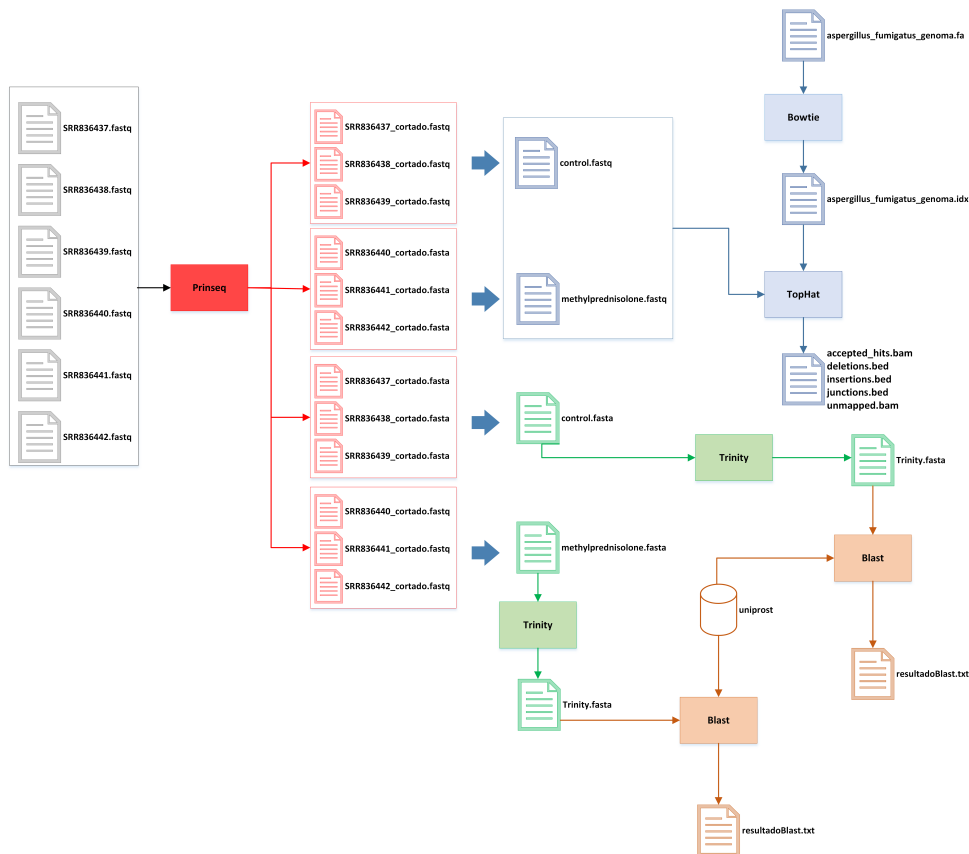 SRR836437.fastq
SRR836438.fastq
SRR836439.fastq
SRR836440.fastq
SRR836441.fastq
SRR836442.fastq
Prinseq
SRR836437_cortado.fastq
SRR836438_cortado.fastq
SRR836439_cortado.fastq
SRR836440_cortado.fasta
SRR836441_cortado.fasta
SRR836442_cortado.fastq
SRR836437_cortado.fasta
SRR836438_cortado.fasta
SRR836439_cortado.fasta
SRR836440_cortado.fastq
SRR836441_cortado.fastq
SRR836442_cortado.fastq
control.fastq
methylprednisolone.fastq
aspergillus_fumigatus_genoma.fa
Bowtie
aspergillus_fumigatus_genoma.idx
TopHat
accepted_hits.bam
deletions.bed
insertions.bed
junctions.bed
unmapped.bam
control.fasta
Trinity
Trinity.fasta
Blast
resultadoBlast.txt
methylprednisolone.fasta
Trinity
Trinity.fasta
uniprost
Blast
resultadoBlast.txt